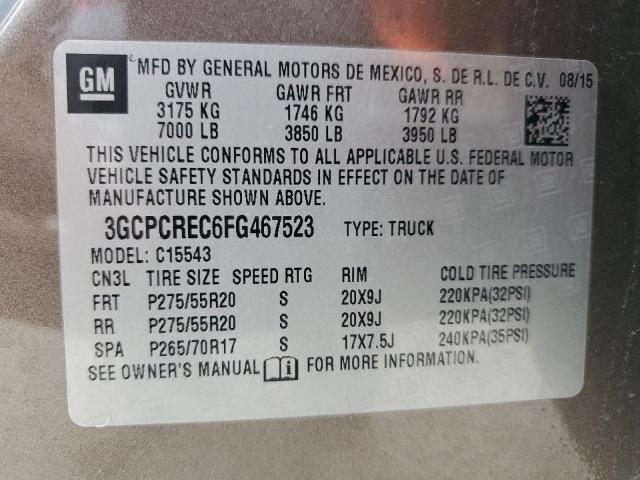 GM MFD BY GENERAL MOTORS DE MEXICO, S. DE R.L. DE C.V. 08/15
GVWR GAWR FRT GAWR RR
3175 KG 1746 KG 1792 KG
7000 LB 3850 LB 3950 LB
THIS VEHICLE CONFORMS TO ALL APPLICABLE U.S. FEDERAL MOTOR
VEHICLE SAFETY STANDARDS IN EFFECT ON THE DATE OF
MANUFACTURE SHOWN ABOVE.
3GCPCREC6FG467523 TYPE: TRUCK
MODEL: C15543
CN3L TIRE SIZE SPEED RTG RIM COLD TIRE PRESSURE
FRT P275/55R20 S 20X9J 220KPA(32PSI)
RR P275/55R20 S 20X9J 220KPA(32PSI)
SPA P265/70R17 S 17X7.5J 240KPA(35PSI)
SEE OWNER'S MANUAL i FOR MORE INFORMATION.